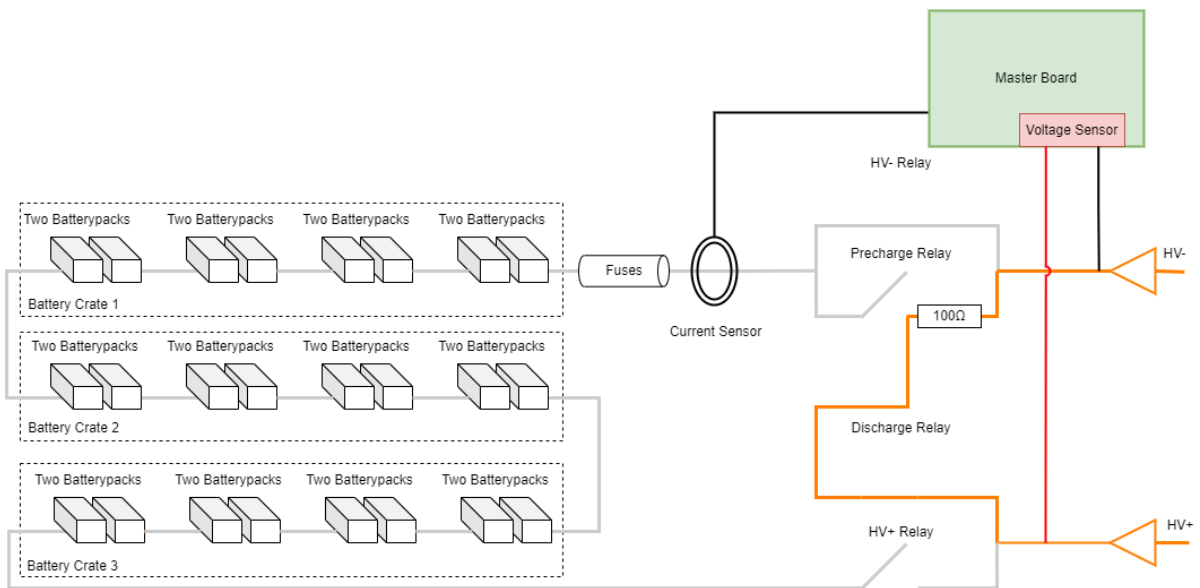 Master Board
Voltage Sensor
HV- Relay
Two Batterypacks
Two Batterypacks
Two Batterypacks
Two Batterypacks
Battery Crate 1
Fuses
Current Sensor
Precharge Relay
100Ω
HV-
Two Batterypacks
Two Batterypacks
Two Batterypacks
Two Batterypacks
Battery Crate 2
Discharge Relay
Two Batterypacks
Two Batterypacks
Two Batterypacks
Two Batterypacks
Battery Crate 3
HV+ Relay
HV+